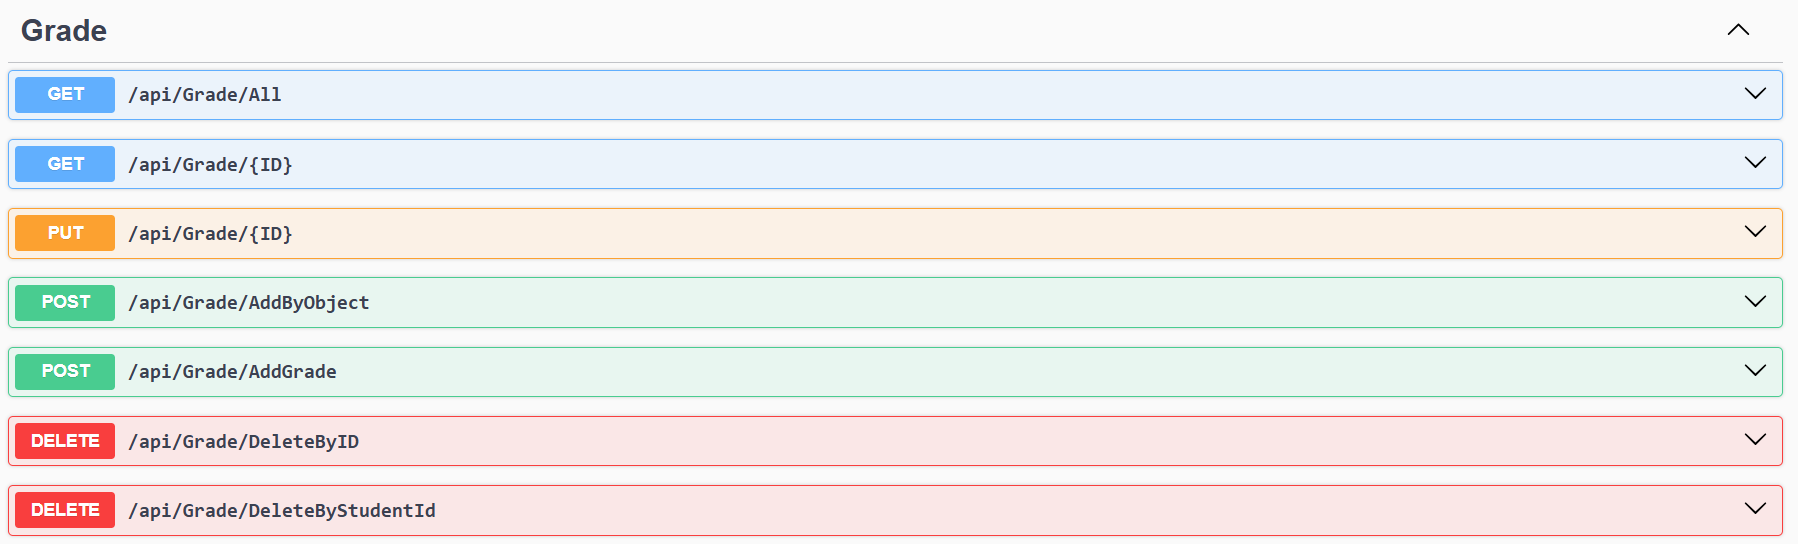 Grade
GET /api/Grade/All
GET /api/Grade/{ID}
PUT /api/Grade/{ID}
POST /api/Grade/AddByObject
POST /api/Grade/AddGrade
DELETE /api/Grade/DeleteByID
DELETE /api/Grade/DeleteByStudentId